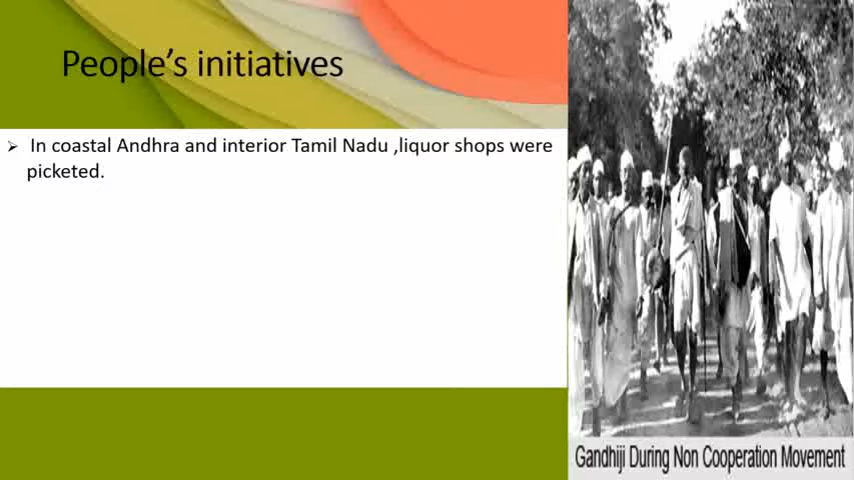 People’s initiatives
➢ In coastal Andhra and interior Tamil Nadu ,liquor shops were
picketed.
Gandhiji During Non Cooperation Movement